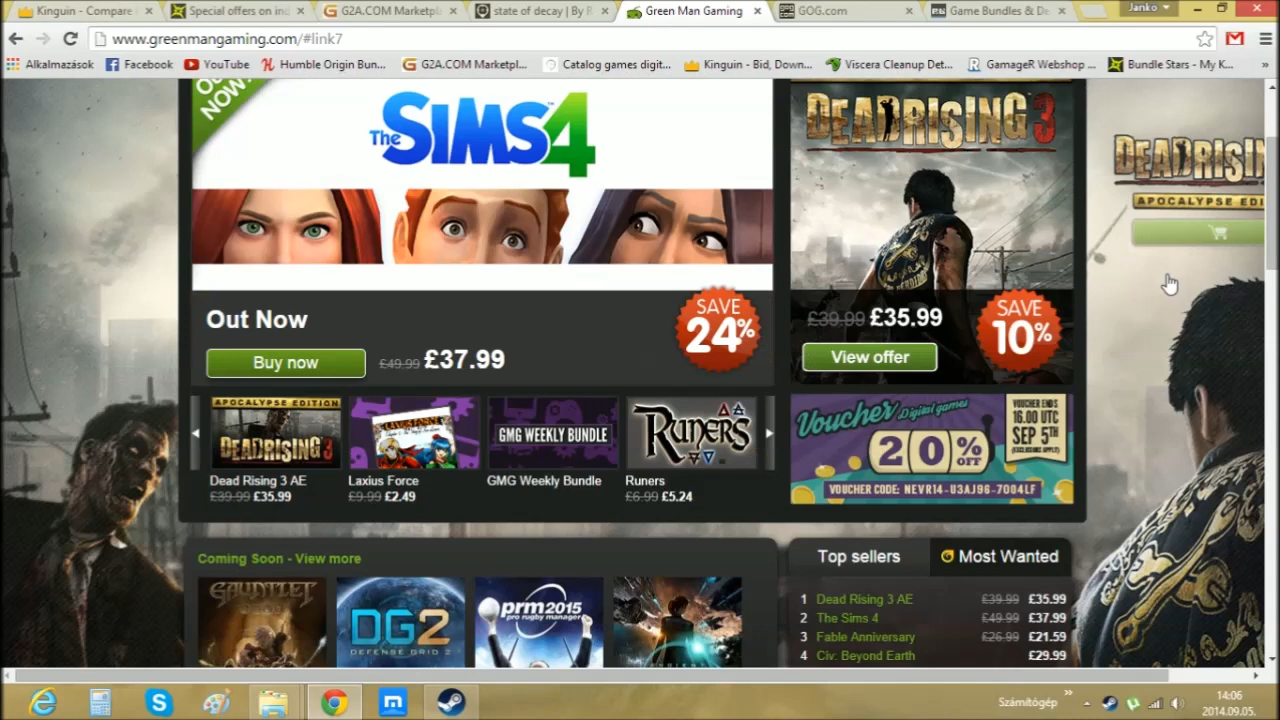 Kinguin - Compare
Special offers on in
G2A.COM Marketpl
state of decay | By R
Green Man Gaming
GOG.com
Game Bundles & De
Janko
www.greenmangaming.com/#link7
Alkalmazások
Facebook
YouTube
Humble Origin Bun...
G2A.COM Marketpl...
Catalog games digit...
Kinguin - Bid, Down...
Viscera Cleanup Det...
GamageR Webshop ...
Bundle Stars - My K...
OUT NOW!
The SIMS 4
Out Now
Buy now
£49.99 £37.99
SAVE
24%
DEADRISING 3
£39.99 £35.99
View offer
SAVE
10%
DEADRISIN
APOCALYPSE EDI
APOCALYPSE EDITION
DEADRISING 3
Dead Rising 3 AE
£39.99 £35.99
LAXIUS FORCE
Laxius Force
£9.99 £2.49
GMG WEEKLY BUNDLE
GMG Weekly Bundle
RUNERS
Runers
£6.99 £5.24
Voucher Digital games
20% OFF
VOUCHER ENDS
16.00 UTC
SEP 5TH
(EXCLUSIONS APPLY)
VOUCHER CODE: NEVR14-U3AJ96-7004LF
Coming Soon - View more
GAUNTLET
DG2
DEFENSE GRID 2
prm 2015
pro rugby manager
Top sellers
Most Wanted
1 Dead Rising 3 AE £39.99 £35.99
2 The Sims 4 £49.99 £37.99
3 Fable Anniversary £26.99 £21.59
4 Civ: Beyond Earth £29.99
Számítógép
14:06
2014.09.05.